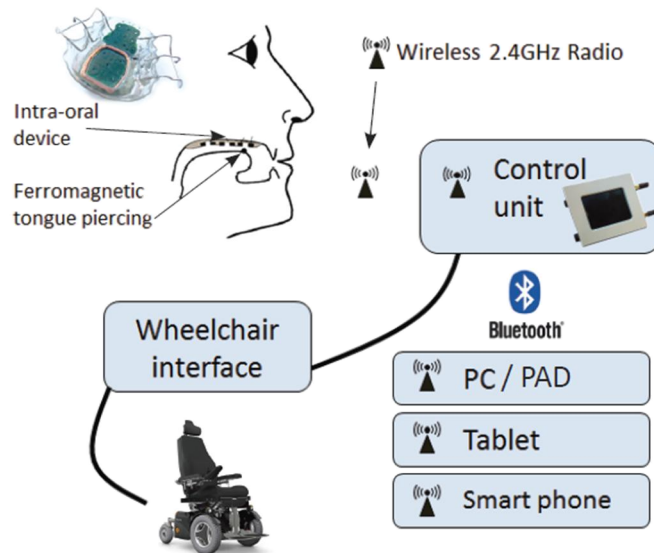 Wireless 2.4GHz Radio
Intra-oral
device
Ferromagnetic
tongue piercing
Control
unit
Bluetooth®
Wheelchair
interface
PC / PAD
Tablet
Smart phone